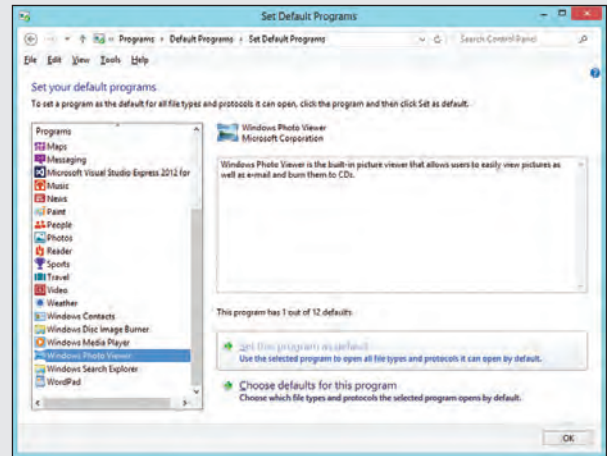 Set Default Programs
Programs Default Programs Set Default Programs
Search Control Panel
File Edit View Tools Help
Set your default programs
To set a program as the default for all file types and protocols it can open, click the program and then click Set as default.
Programs
Maps
Messaging
Microsoft Visual Studio Express 2012 for
Music
News
Paint
People
Photos
Reader
Sports
Travel
Video
Weather
Windows Contacts
Windows Disc Image Burner
Windows Media Player
Windows Photo Viewer
Windows Search Explorer
WordPad
Windows Photo Viewer
Microsoft Corporation
Windows Photo Viewer is the built-in picture viewer that allows users to easily view pictures as
well as e-mail and burn them to CDs.
This program has 1 out of 12 defaults
Set this program as default
Use the selected program to open all file types and protocols it can open by default.
Choose defaults for this program
Choose which file types and protocols the selected program opens by default.
OK